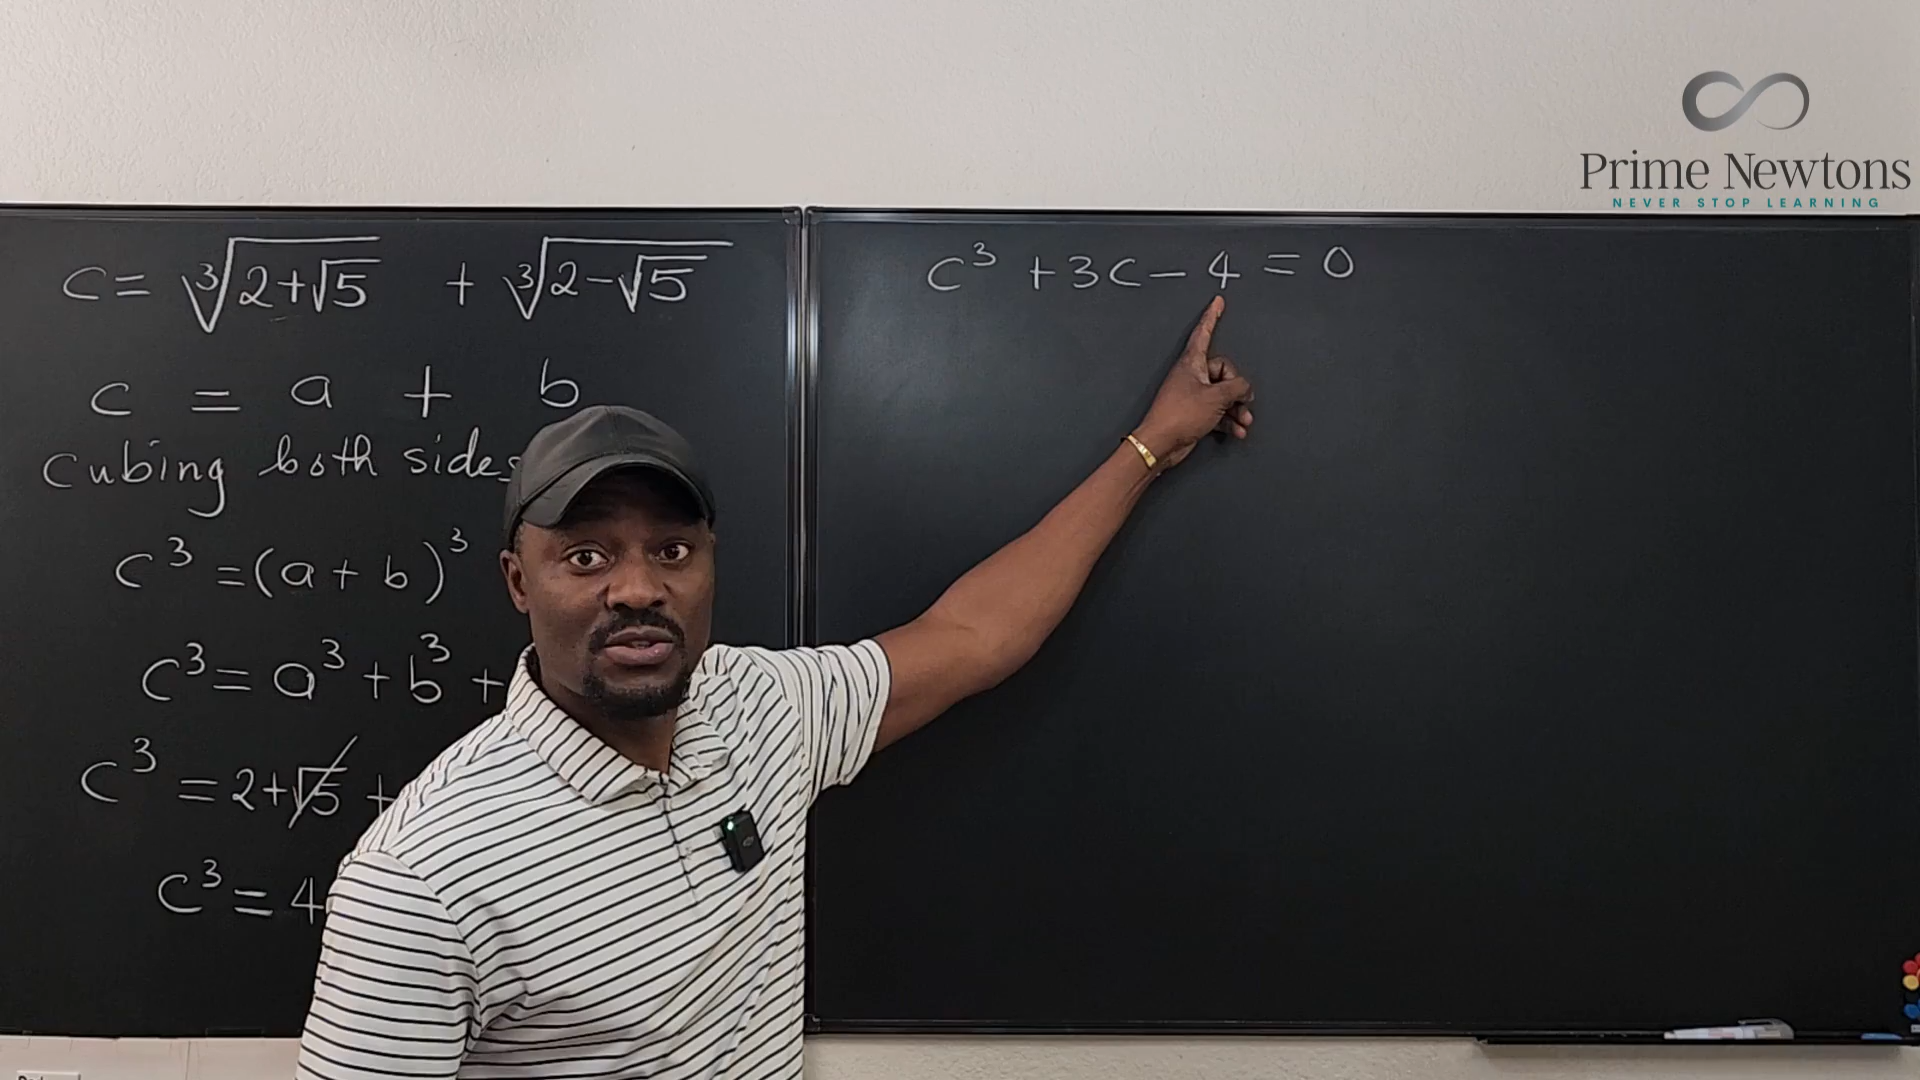 Prime Newtons
NEVER STOP LEARNING
c = ∛(2+√5) + ∛(2-√5)
c = a + b
cubing both sides
c³ = (a + b)³
c³ = a³ + b³ +
c³ = 2+√5 +
c³ = 4
c³ + 3c - 4 = 0